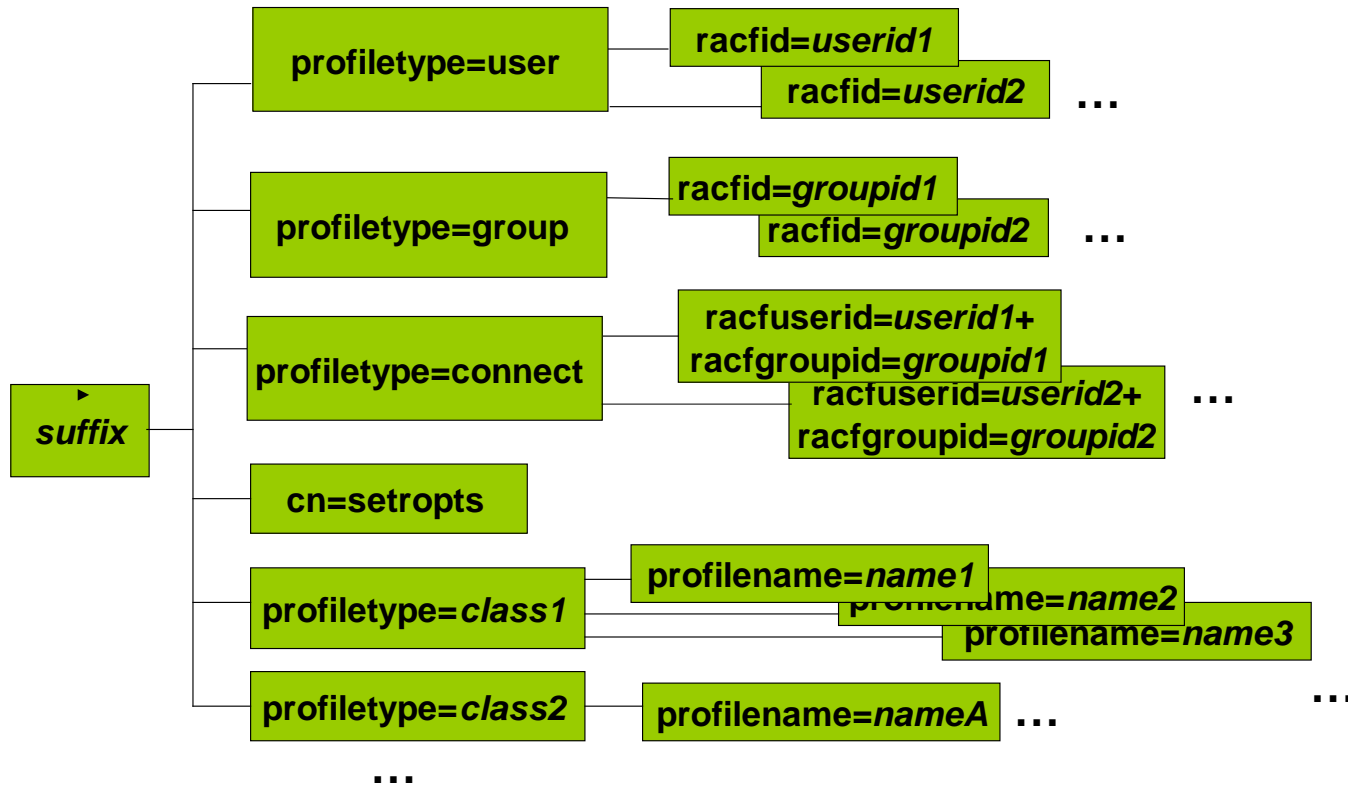 profiletype=user
racfid=userid1
racfid=userid2
...
profiletype=group
racfid=groupid1
racfid=groupid2
...
profiletype=connect
racfuserid=userid1+
racfgroupid=groupid1
racfuserid=userid2+
racfgroupid=groupid2
...
suffix
cn=setropts
profiletype=class1
profilename=name1
profilename=name2
profilename=name3
...
profiletype=class2
profilename=nameA
...
...